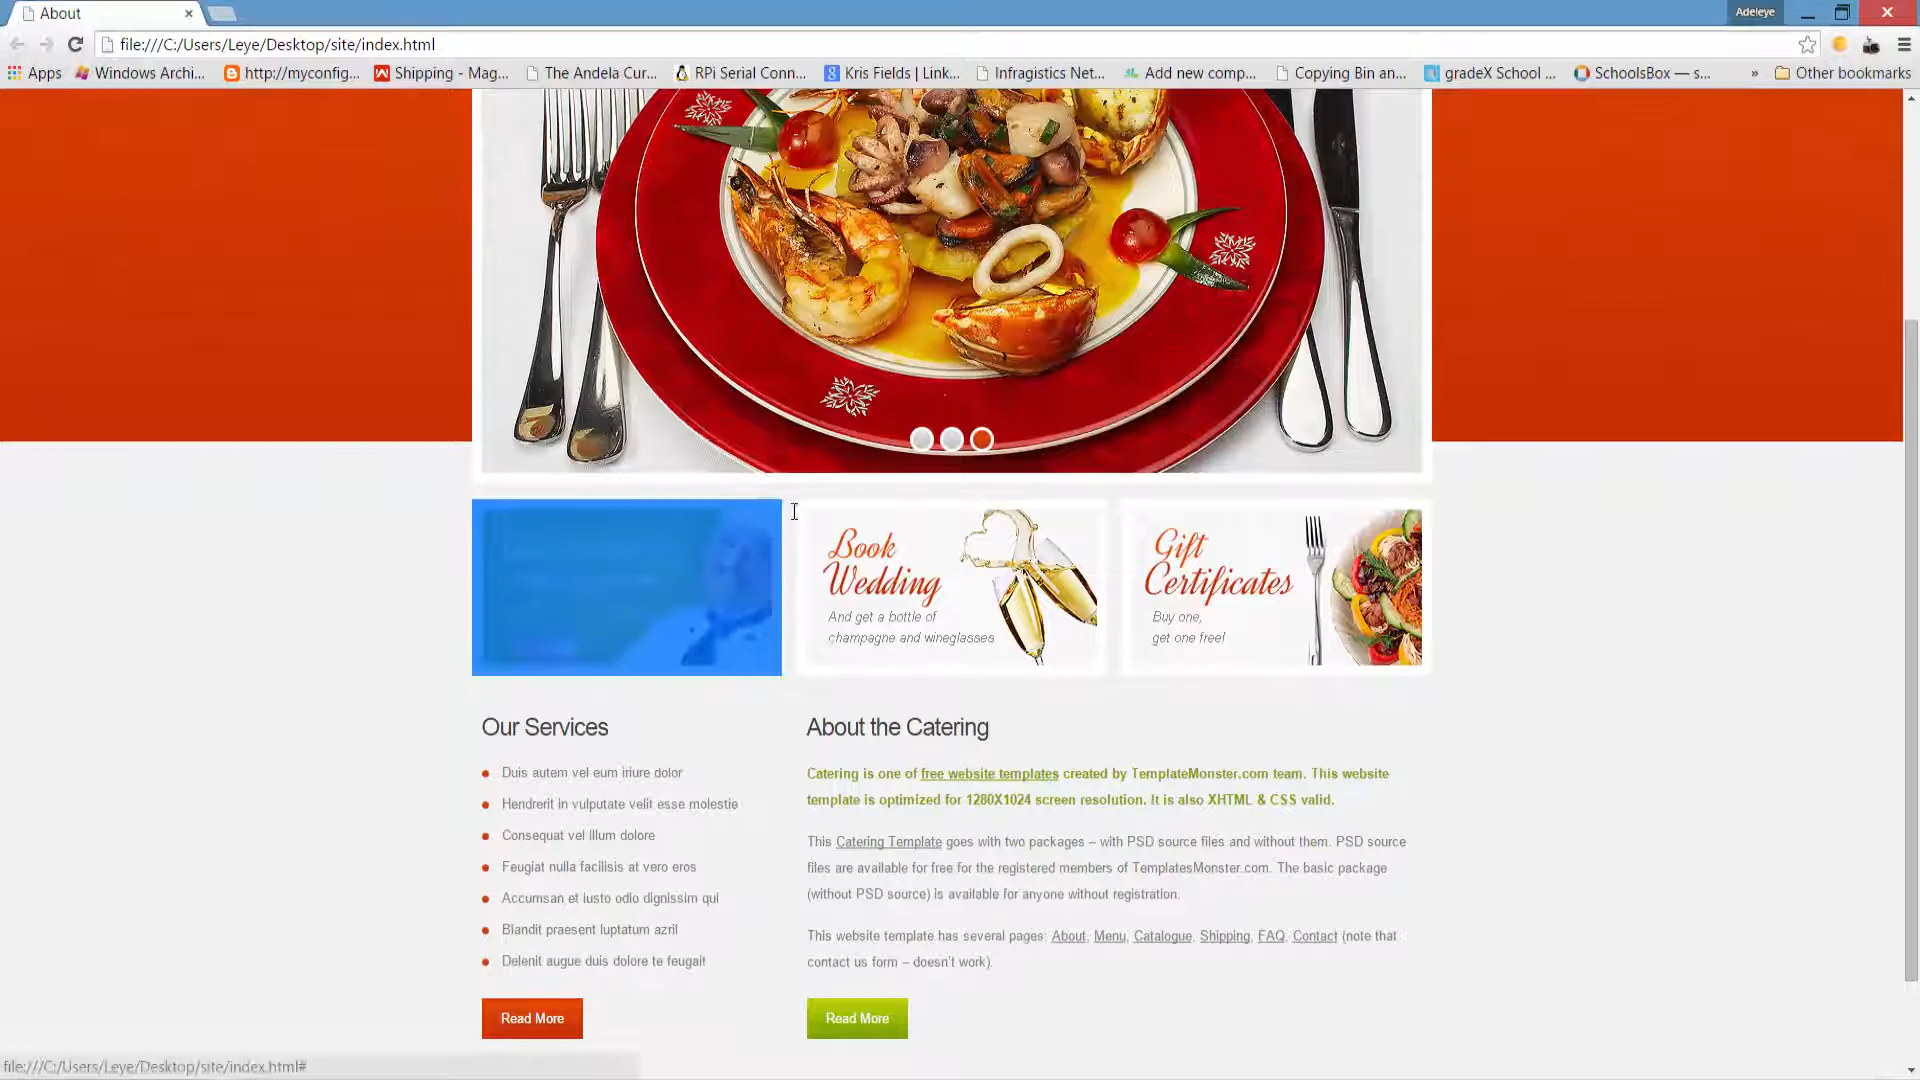 About
Adeleye
file:///C:/Users/Leye/Desktop/site/index.html
Apps
Windows Archi...
http://myconfig...
Shipping - Mag...
The Andela Cur...
RPi Serial Conn...
Kris Fields | Link...
Infragistics Net...
Add new comp...
Copying Bin an...
gradeX School ...
SchoolsBox — s...
»
Other bookmarks
Book
Wedding
And get a bottle of
champagne and wineglasses
Gift
Certificates
Buy one,
get one free!
Our Services
Duis autem vel eum iriure dolor
Hendrerit in vulputate velit esse molestie
Consequat vel illum dolore
Feugiat nulla facilisis at vero eros
Accumsan et iusto odio dignissim qui
Blandit praesent luptatum azril
Delenit augue duis dolore te feugait
Read More
About the Catering
Catering is one of free website templates created by TemplateMonster.com team. This website
template is optimized for 1280X1024 screen resolution. It is also XHTML & CSS valid.
This Catering Template goes with two packages – with PSD source files and without them. PSD source
files are available for free for the registered members of TemplatesMonster.com. The basic package
(without PSD source) is available for anyone without registration.
This website template has several pages: About, Menu, Catalogue, Shipping, FAQ, Contact (note that
contact us form – doesn't work).
Read More
file:///C:/Users/Leye/Desktop/site/index.html#